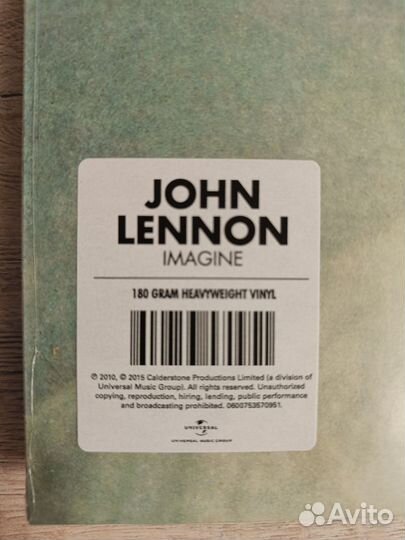 JOHN
LENNON
IMAGINE
180 GRAM HEAVYWEIGHT VINYL
℗ 2010, © 2015 Calderstone Productions Limited (a division of
Universal Music Group). All rights reserved. Unauthorized
copying, reproduction, hiring, lending, public performance
and broadcasting prohibited. 0600753570951.
UNIVERSAL
UNIVERSAL MUSIC GROUP
Avito